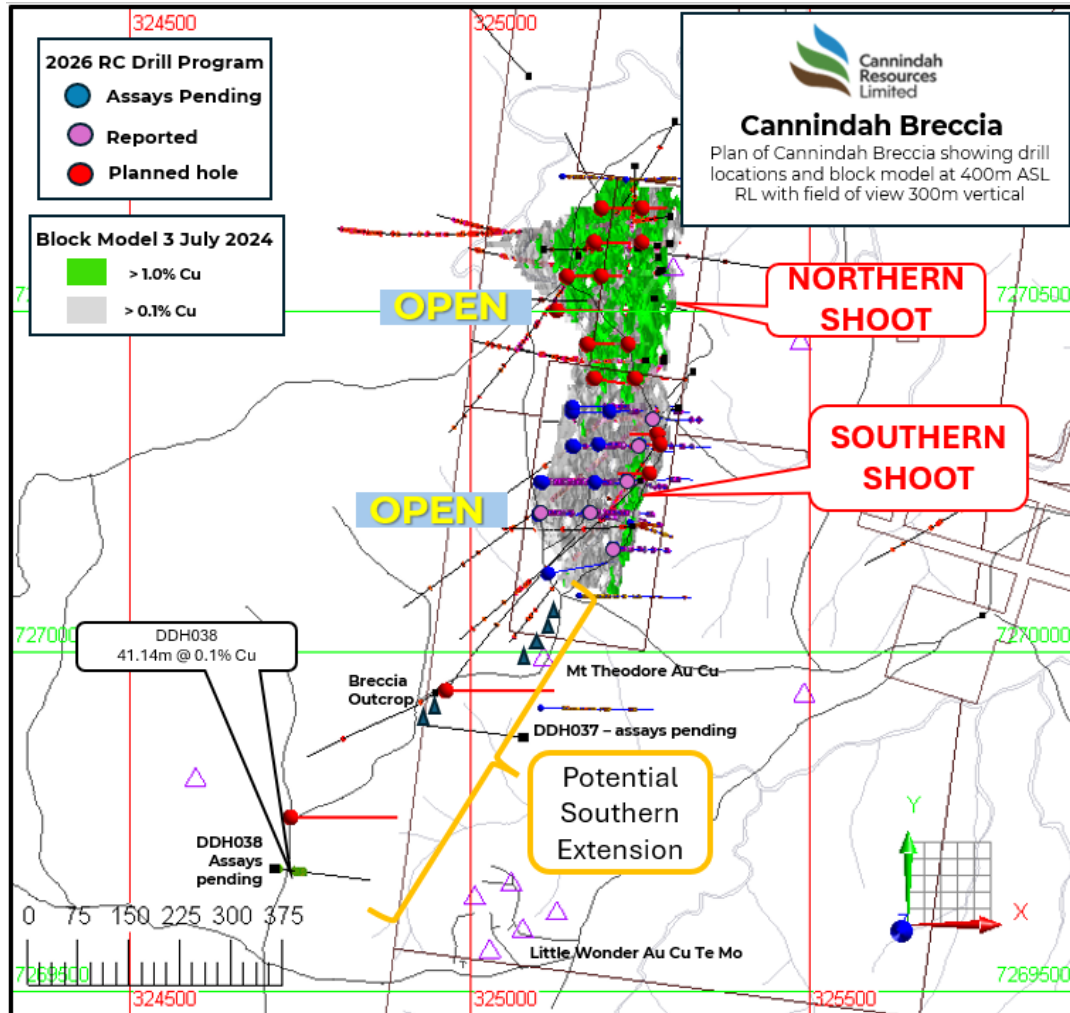 324500
325000
2026 RC Drill Program
Assays Pending
Reported
Planned hole
Cannindah
Resources
Limited
Cannindah Breccia
Plan of Cannindah Breccia showing drill
locations and block model at 400m ASL
RL with field of view 300m vertical
Block Model 3 July 2024
> 1.0% Cu
> 0.1% Cu
OPEN
NORTHERN
SHOOT
7270500
SOUTHERN
SHOOT
OPEN
7270000
7270000
DDH038
41.14m @ 0.1% Cu
Breccia
Outcrop
Mt Theodore Au Cu
DDH037 – assays pending
Potential
Southern
Extension
DDH038
Assays
pending
0 75 150 225 300 375
Y
X
Little Wonder Au Cu Te Mo
7269500
7269500
324500
325000
325500